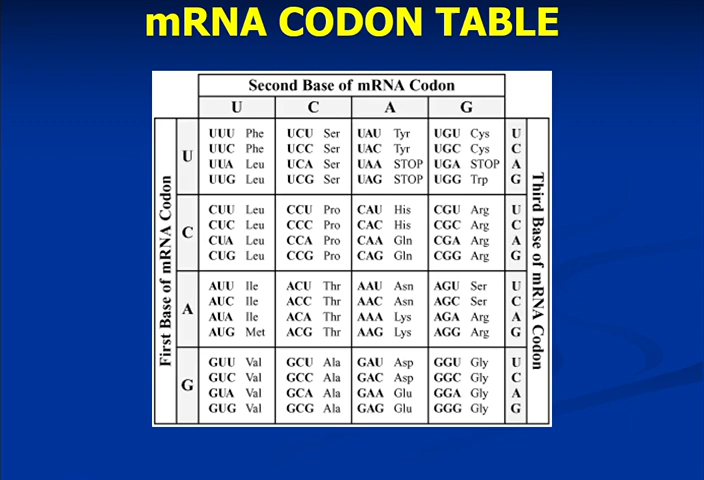 mRNA CODON TABLE
Second Base of mRNA Codon
U C A G
First Base of mRNA Codon
Third Base of mRNA Codon
U
UUU Phe UCU Ser UAU Tyr UGU Cys U
UUC Phe UCC Ser UAC Tyr UGC Cys C
UUA Leu UCA Ser UAA STOP UGA STOP A
UUG Leu UCG Ser UAG STOP UGG Trp G
C
CUU Leu CCU Pro CAU His CGU Arg U
CUC Leu CCC Pro CAC His CGC Arg C
CUA Leu CCA Pro CAA Gln CGA Arg A
CUG Leu CCG Pro CAG Gln CGG Arg G
A
AUU Ile ACU Thr AAU Asn AGU Ser U
AUC Ile ACC Thr AAC Asn AGC Ser C
AUA Ile ACA Thr AAA Lys AGA Arg A
AUG Met ACG Thr AAG Lys AGG Arg G
G
GUU Val GCU Ala GAU Asp GGU Gly U
GUC Val GCC Ala GAC Asp GGC Gly C
GUA Val GCA Ala GAA Glu GGA Gly A
GUG Val GCG Ala GAG Glu GGG Gly G